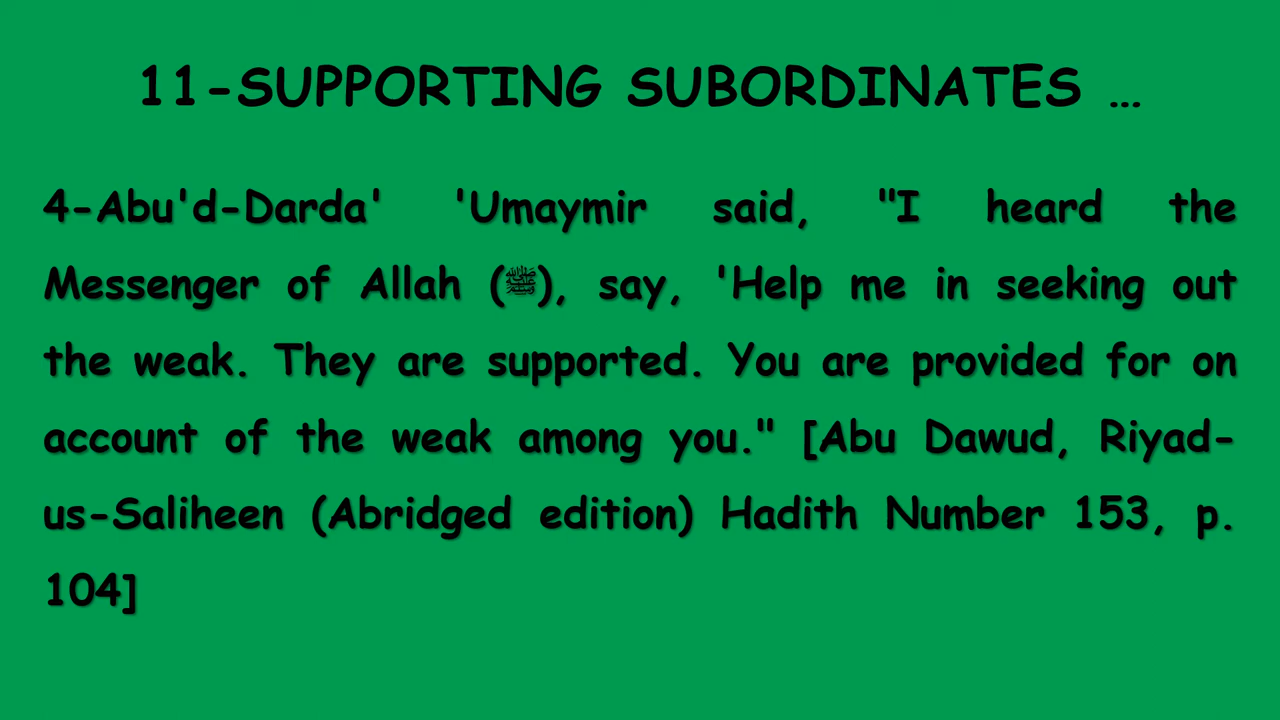 11-SUPPORTING SUBORDINATES …
4-Abu'd-Darda' 'Umaymir said, "I heard the
Messenger of Allah (ﷺ), say, 'Help me in seeking out
the weak. They are supported. You are provided for on
account of the weak among you." [Abu Dawud, Riyad-
us-Saliheen (Abridged edition) Hadith Number 153, p.
104]